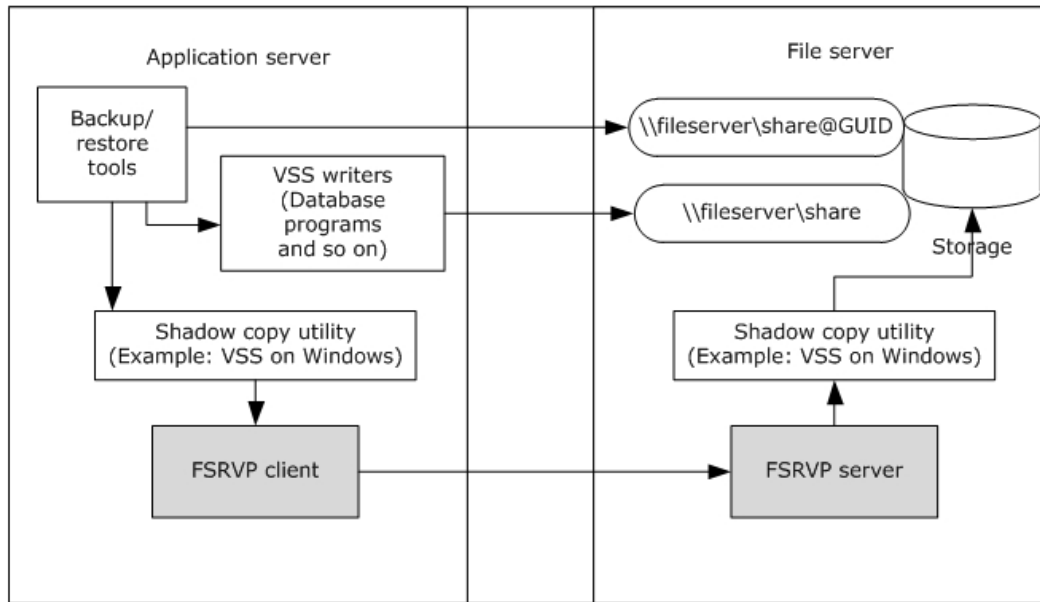 Application server
File server
Backup/
restore
tools
\\fileserver\share@GUID
VSS writers
(Database
programs
and so on)
\\fileserver\share
Storage
Shadow copy utility
(Example: VSS on Windows)
Shadow copy utility
(Example: VSS on Windows)
FSRVP client
FSRVP server